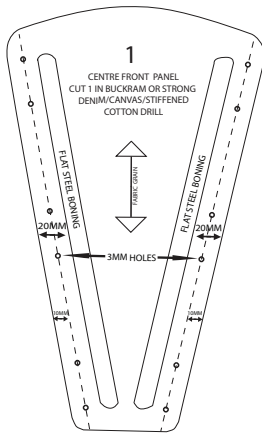 1
CENTRE FRONT PANEL
CUT 1 IN BUCKRAM OR STRONG
DENIM/CANVAS/STIFFENED
COTTON DRILL
FLAT STEEL BONING
FABRIC GRAIN
FLAT STEEL BONING
20MM
20MM
3MM HOLES
10MM
10MM